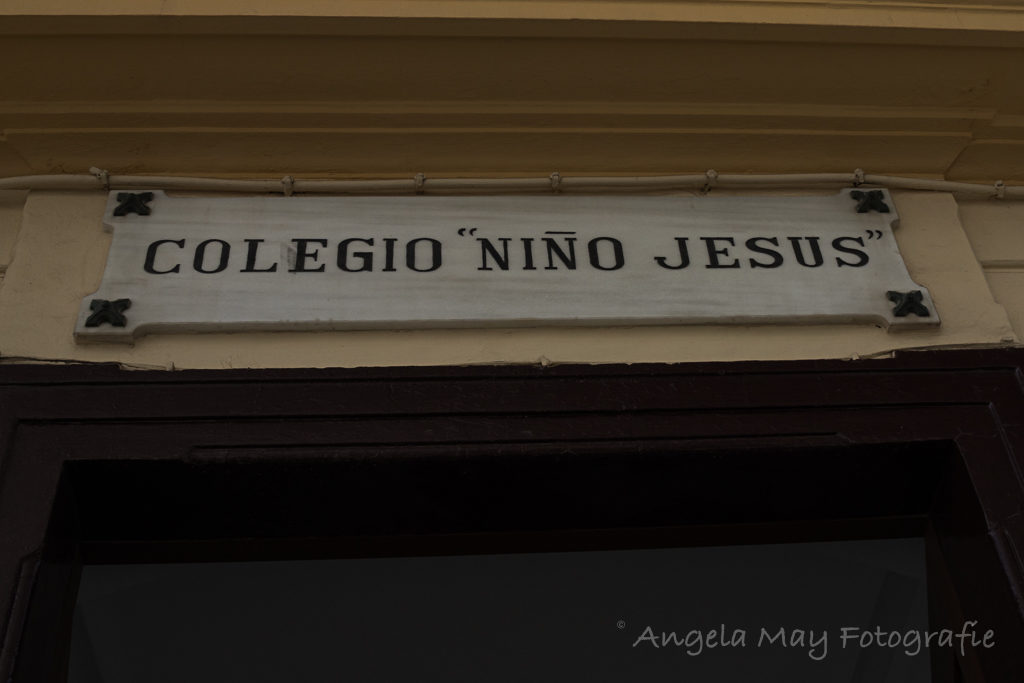 COLEGIO “NIÑO JESUS”
© Angela May Fotografie